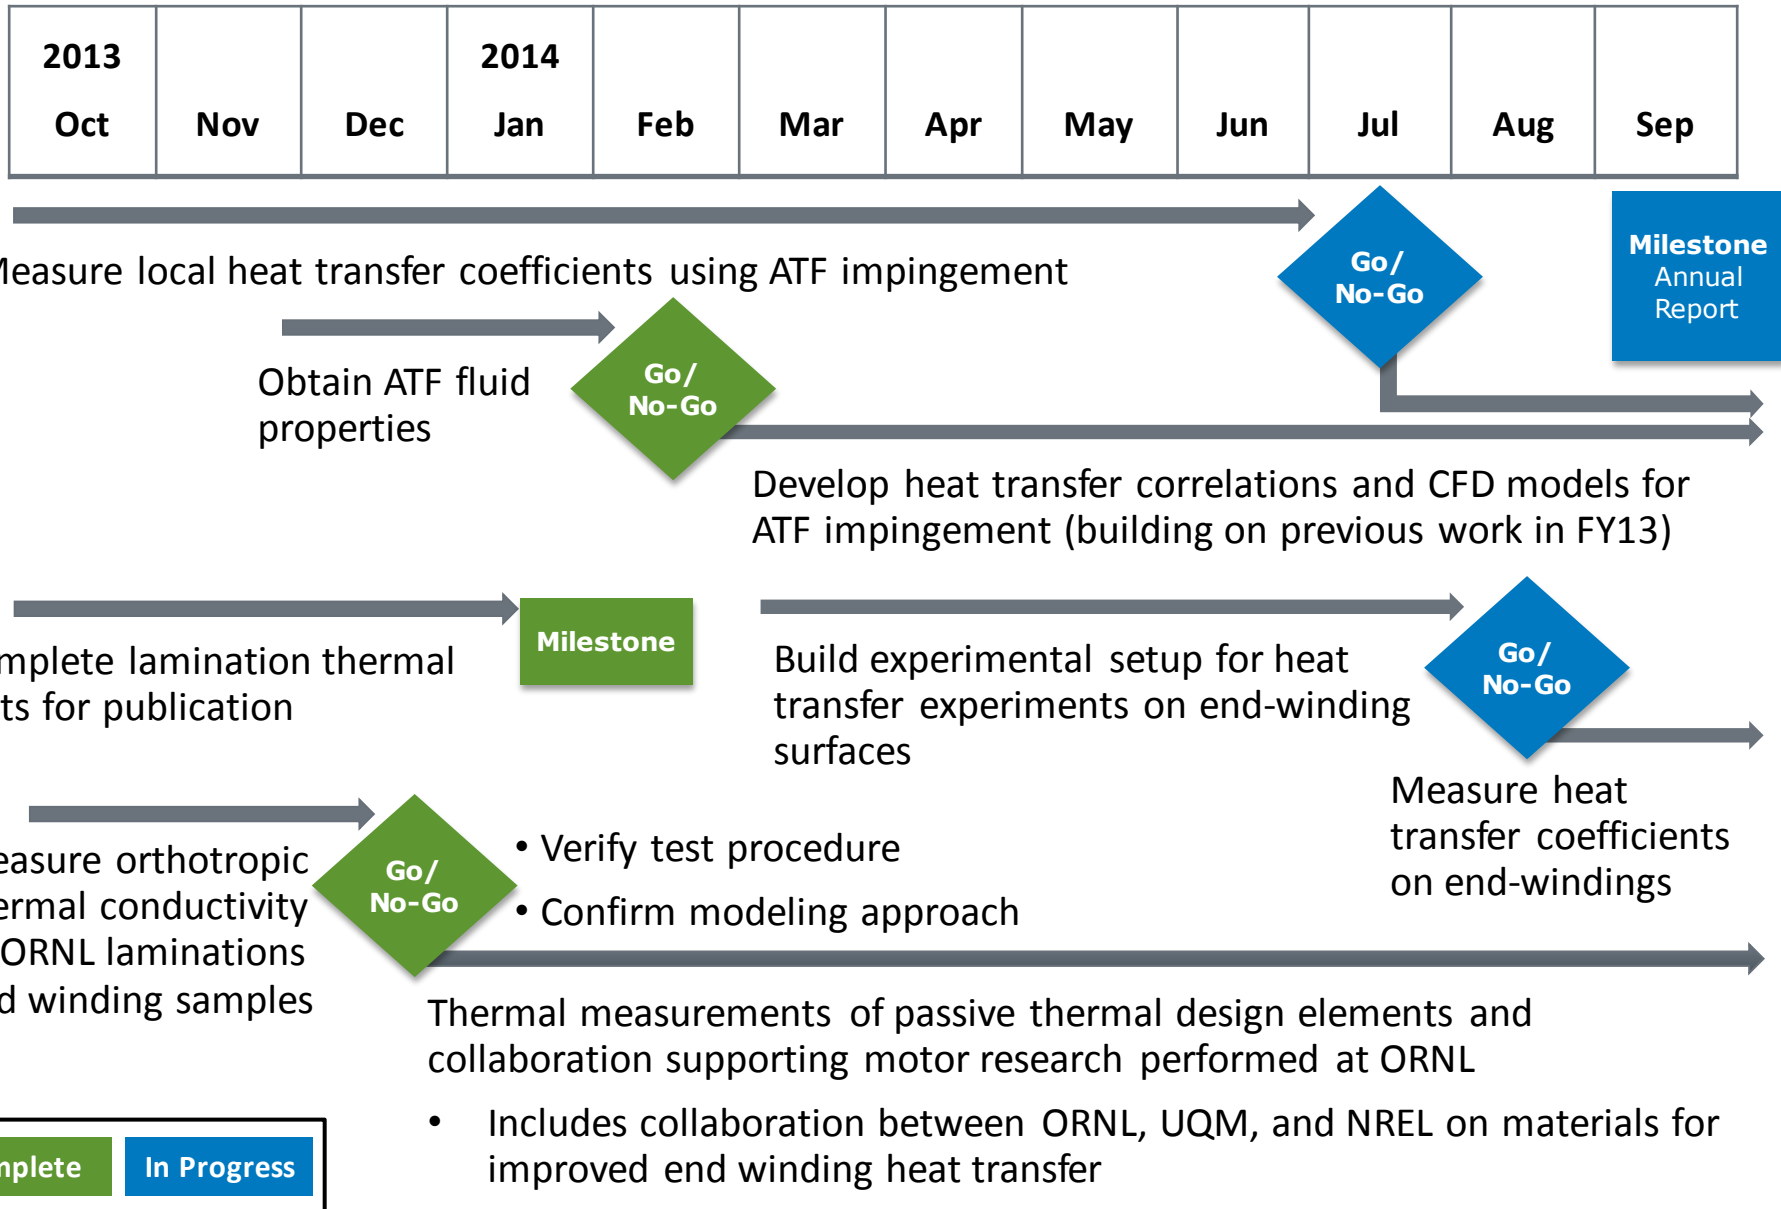 2013
2014
Oct Nov Dec Jan Feb Mar Apr May Jun Jul Aug Sep
Measure local heat transfer coefficients using ATF impingement
Go/
No-Go
Milestone
Annual
Report
Obtain ATF fluid
properties
Go/
No-Go
Develop heat transfer correlations and CFD models for
ATF impingement (building on previous work in FY13)
mplete lamination thermal
ts for publication
Milestone
Build experimental setup for heat
transfer experiments on end-winding
surfaces
Go/
No-Go
Measure heat
transfer coefficients
on end-windings
easure orthotropic
ermal conductivity
ORNL laminations
d winding samples
Go/
No-Go
• Verify test procedure
• Confirm modeling approach
Thermal measurements of passive thermal design elements and
collaboration supporting motor research performed at ORNL
• Includes collaboration between ORNL, UQM, and NREL on materials for
improved end winding heat transfer
mplete
In Progress